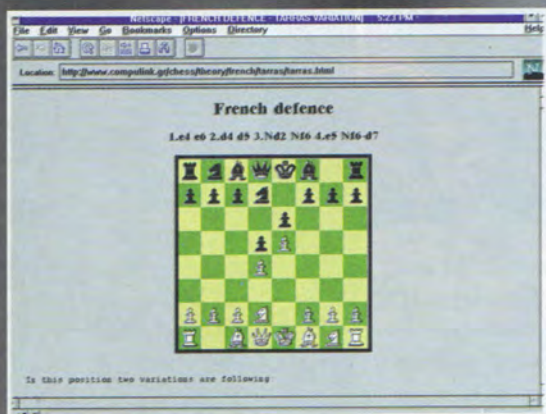 Netscape - [FRENCH DEFENCE - TARRAS VARIATION] 5:23 PM
File Edit View Go Bookmarks Options Directory Help
Location: http://www.compulink.gr/chess/theory/french/tarras/tarras.html
French defence
1.e4 e6 2.d4 d5 3.Nd2 Nf6 4.e5 Nf6-d7
In this position two variations are following